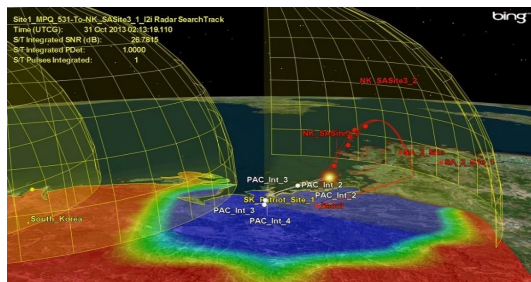 Site1_MPQ_531-To-NK_SASite3_1_I2i Radar SearchTrack
Time (UTCG): 31 Oct 2013 02:13:19.110
S/T Integrated SNR (dB): 26.7815
S/T Integrated PDet: 1.0000
S/T Pulses Integrated: 1
bing
NK_SASite3_2
PAC_Int_3
PAC_Int_2
SK_Patriot_Site_1
PAC_Int_2
PAC_Int_3
PAC_Int_4
South_Korea